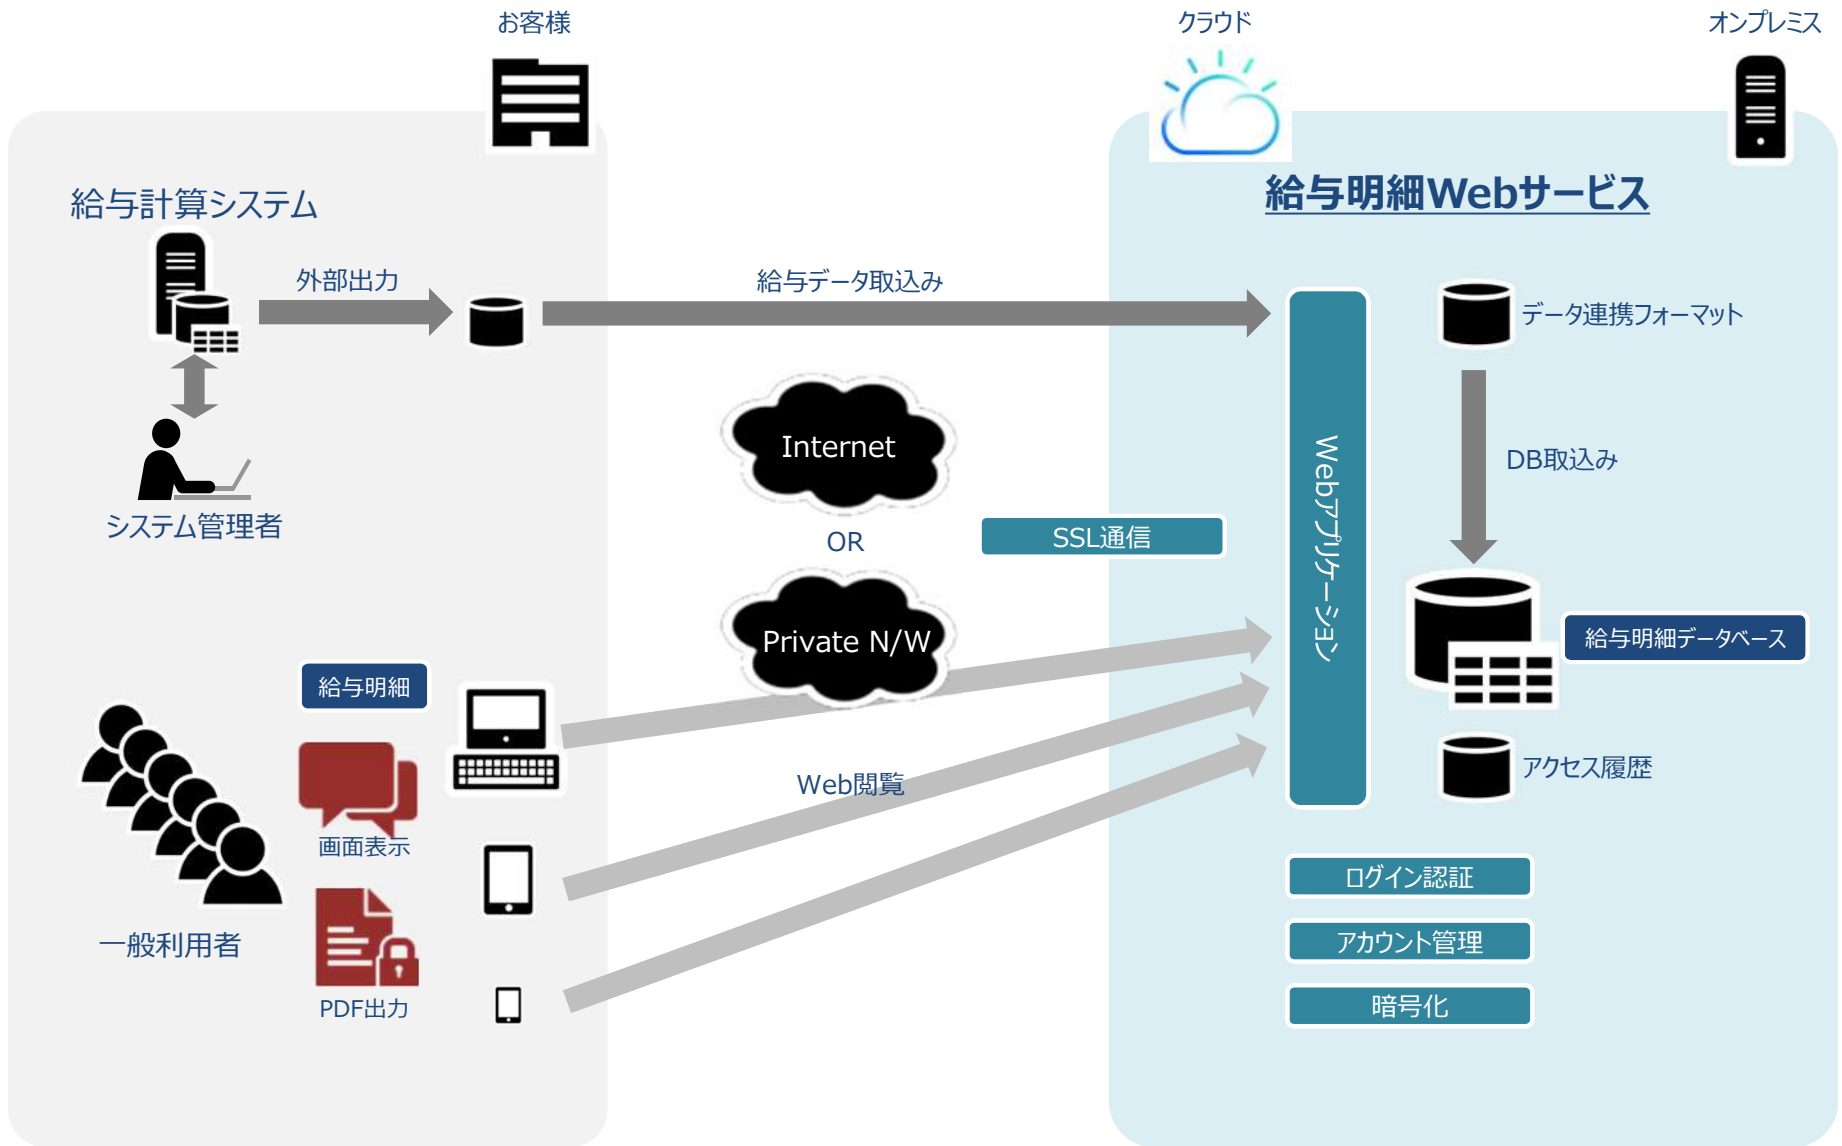 お客様
クラウド
オンプレミス
給与計算システム
給与明細Webサービス
外部出力
給与データ取込み
データ連携フォーマット
Internet
Webアプリケーション
DB取込み
システム管理者
OR
SSL通信
Private N/W
給与明細データベース
給与明細
Web閲覧
アクセス履歴
画面表示
ログイン認証
一般利用者
アカウント管理
PDF出力
暗号化